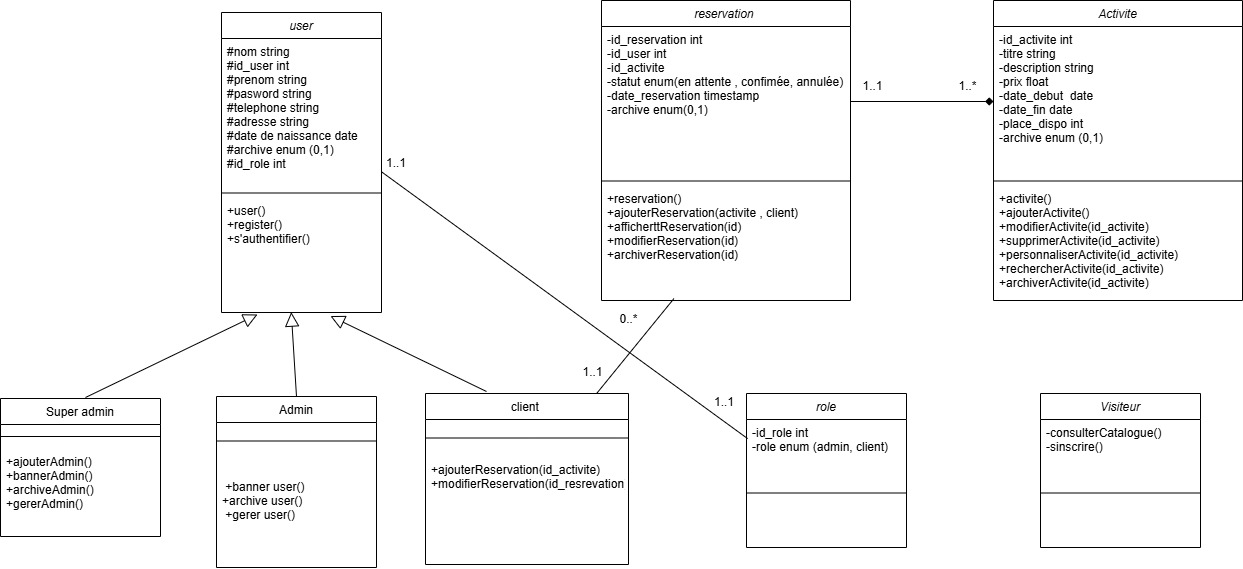 user
#nom string
#id_user int
#prenom string
#pasword string
#telephone string
#adresse string
#date de naissance date
#archive enum (0,1)
#id_role int
+user()
+register()
+s'authentifier()
reservation
-id_reservation int
-id_user int
-id_activite
-statut enum(en attente , confimée, annulée)
-date_reservation timestamp
-archive enum(0,1)
+reservation()
+ajouterReservation(activite , client)
+afficherttReservation(id)
+modifierReservation(id)
+archiverReservation(id)
Activite
-id_activite int
-titre string
-description string
-prix float
-date_debut  date
-date_fin date
-place_dispo int
-archive enum (0,1)
+activite()
+ajouterActivite()
+modifierActivite(id_activite)
+supprimerActivite(id_activite)
+personnaliserActivite(id_activite)
+rechercherActivite(id_activite)
+archiverActivite(id_activite)
1..1
1..*
1..1
0..*
1..1
1..1
Super admin
+ajouterAdmin()
+bannerAdmin()
+archiveAdmin()
+gererAdmin()
Admin
+banner user()
+archive user()
+gerer user()
client
+ajouterReservation(id_activite)
+modifierReservation(id_resrevation
role
-id_role int
-role enum (admin, client)
Visiteur
-consulterCatalogue()
-sinscrire()